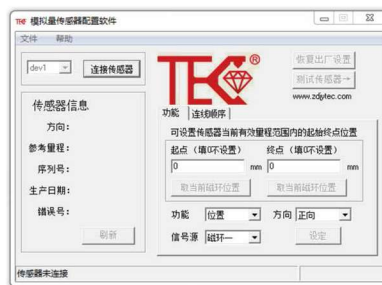 模拟量传感器配置软件
文件 帮助
dev1 连接传感器
TEC®
恢复出厂设置
测试传感器→
www.zdjytec.com
传感器信息
方向:
参考量程:
序列号:
生产日期:
错误号:
刷新
功能 连线顺序
可设置传感器当前有效量程范围内的起始终点位置
起点(填0不设置) 终点(填0不设置)
0 mm 0 mm
取当前磁环位置 取当前磁环位置
功能 位置 方向 正向
信号源 磁环一 设定
传感器未连接